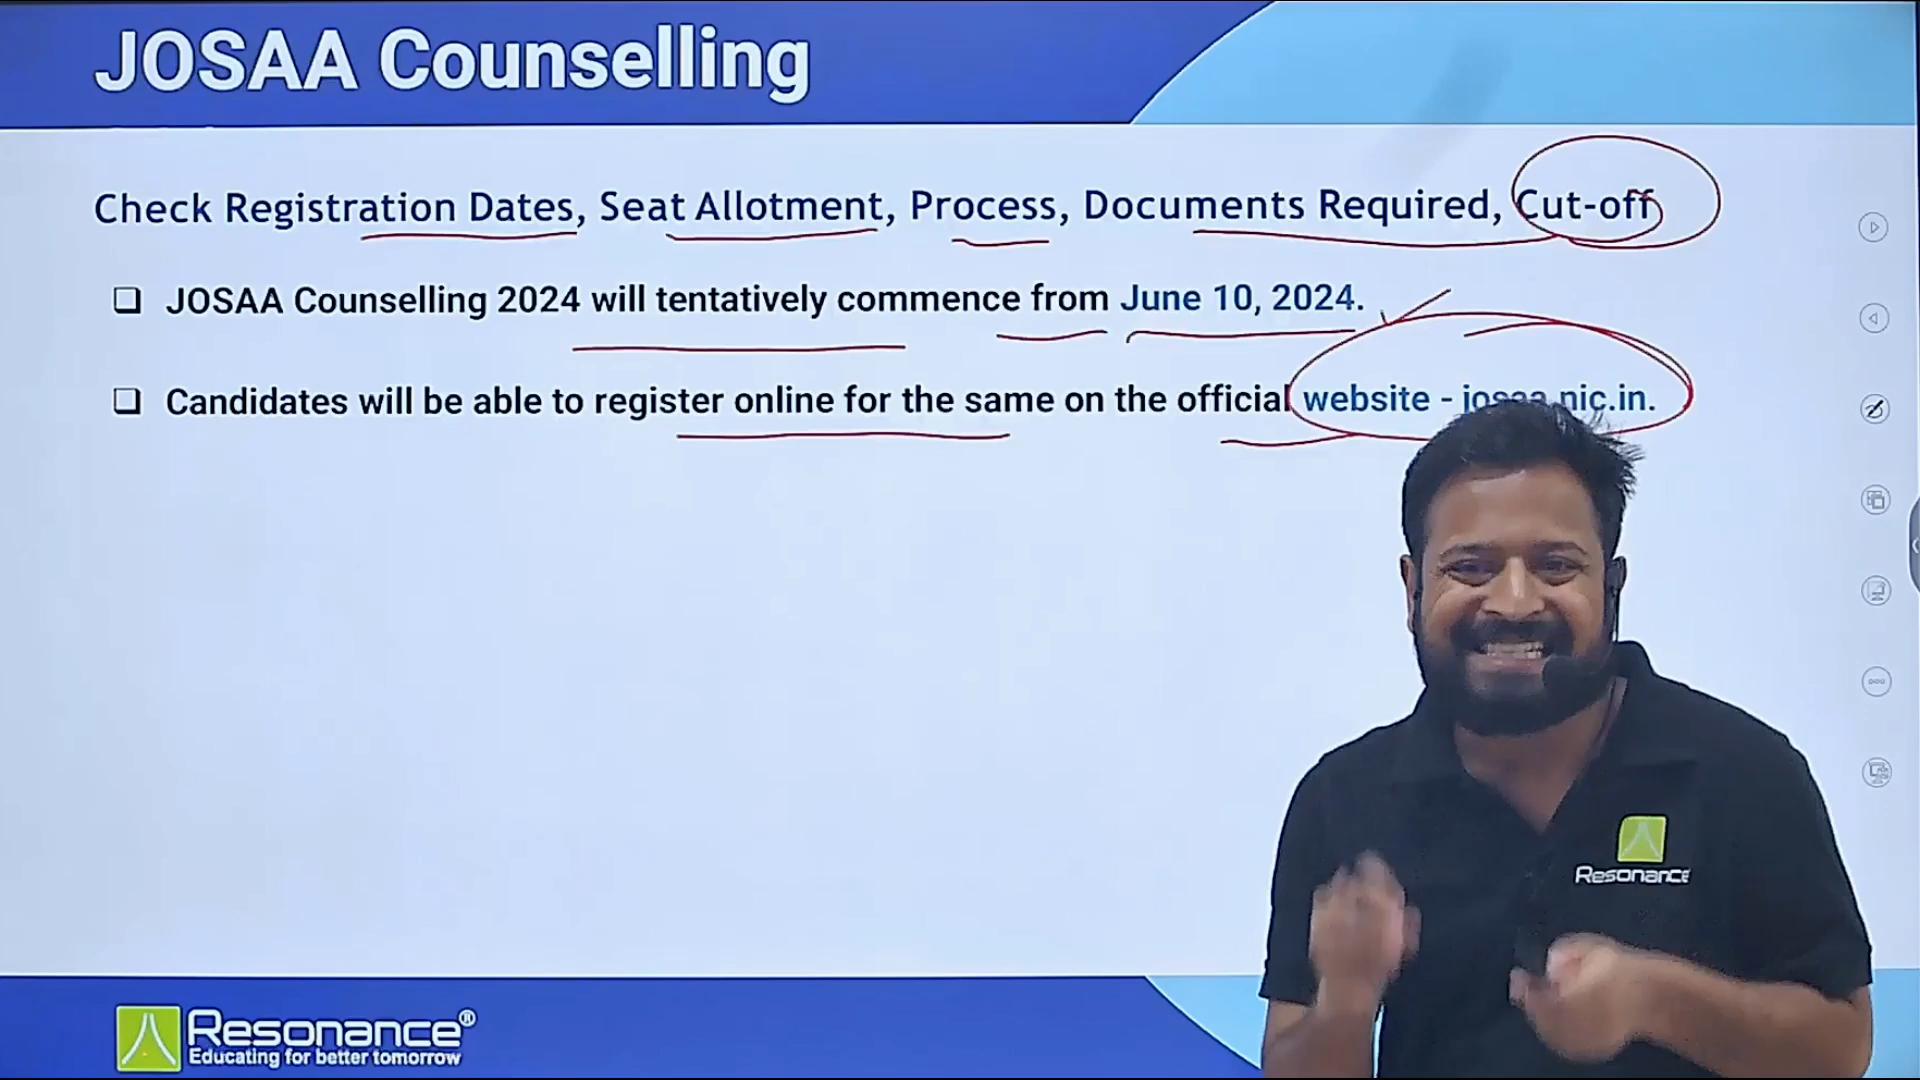 JOSAA Counselling
Check Registration Dates, Seat Allotment, Process, Documents Required, Cut-off
❑ JOSAA Counselling 2024 will tentatively commence from June 10, 2024.
❑ Candidates will be able to register online for the same on the official website - josaa.nic.in.
Resonance
Resonance®
Educating for better tomorrow